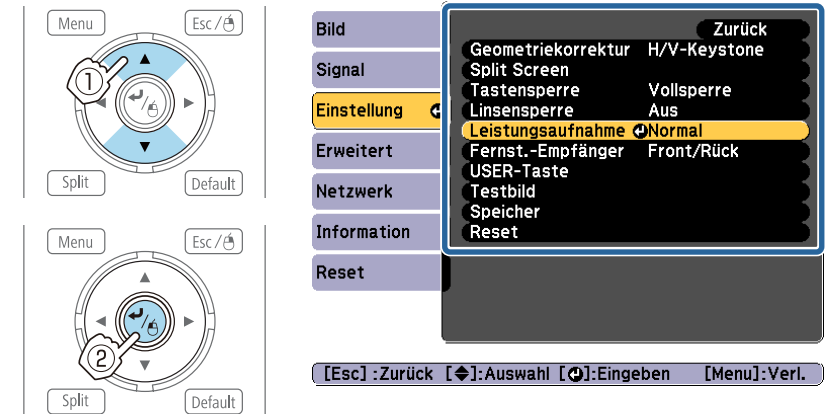 Menu
Esc/
1
Split
Default
Menu
Esc/
2
Split
Default
Bild
Signal
Einstellung
Erweitert
Netzwerk
Information
Reset
Zurück
Geometriekorrektur H/V-Keystone
Split Screen
Tastensperre Vollsperre
Linsensperre Aus
Leistungsaufnahme Normal
Fernst.-Empfänger Front/Rück
USER-Taste
Testbild
Speicher
Reset
[Esc] :Zurück [◆]:Auswahl [⏎]:Eingeben [Menu]:Verl.